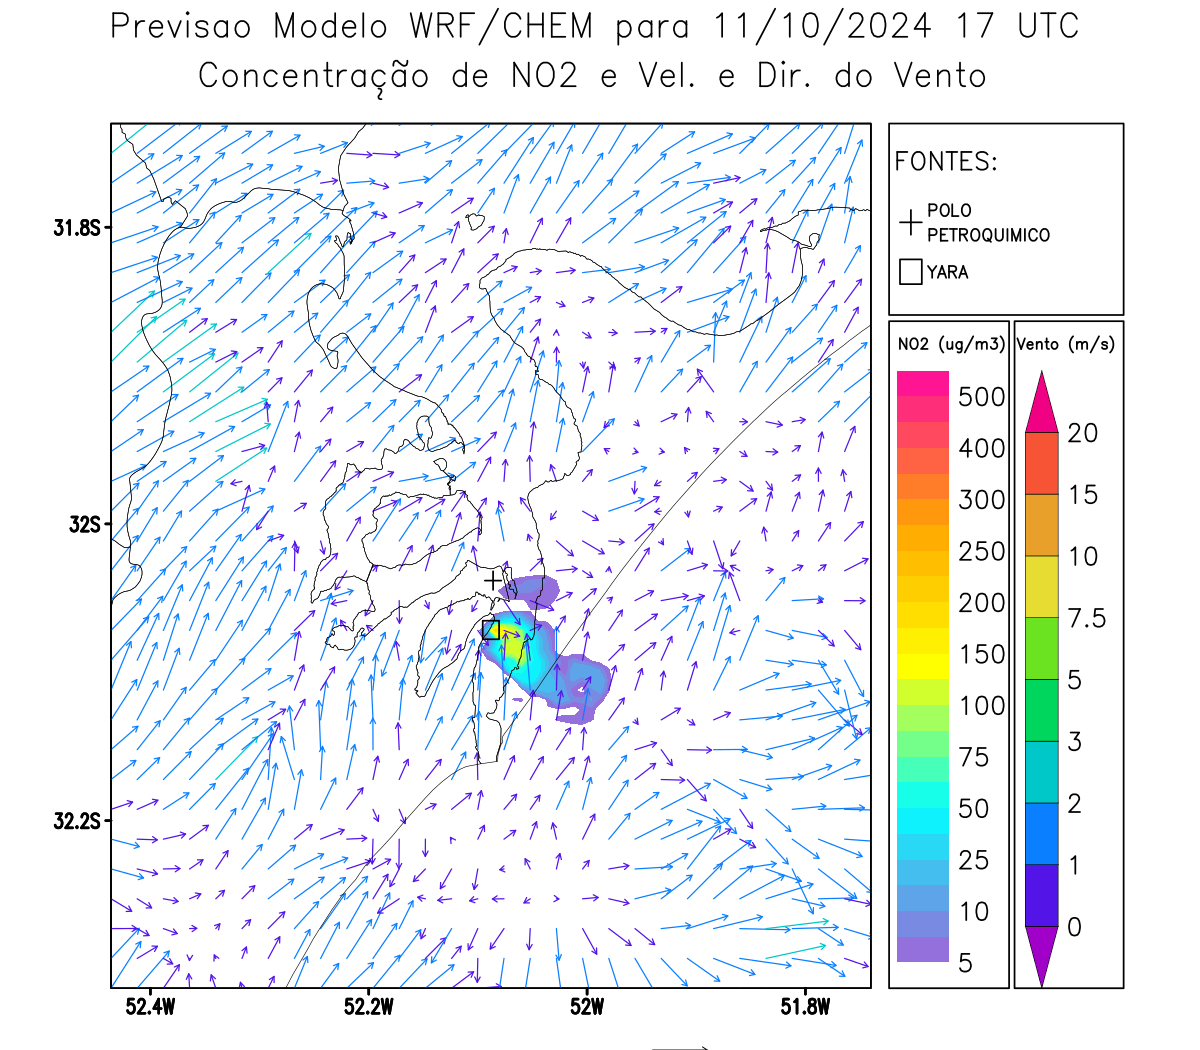 Previsao Modelo WRF/CHEM para 11/10/2024 17 UTC
Concentração de NO2 e Vel. e Dir. do Vento
FONTES:
POLO
PETROQUIMICO
YARA
NO2 (ug/m3)
500
400
300
250
200
150
100
75
50
25
10
5
Vento (m/s)
20
15
10
7.5
5
3
2
1
0
31.8S
32S
32.2S
52.4W
52.2W
52W
51.8W